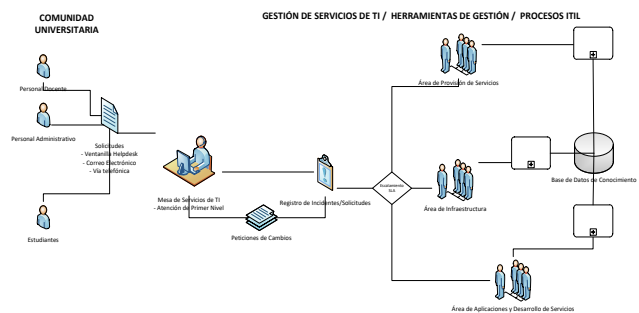 COMUNIDAD
UNIVERSITARIA
GESTIÓN DE SERVICIOS DE TI / HERRAMIENTAS DE GESTIÓN / PROCESOS ITIL
Personal Docente
Personal Administrativo
Estudiantes
Solicitudes
- Ventanilla Helpdesk
- Correo Electrónico
- Vía telefónica
Mesa de Servicios de TI
- Atención de Primer Nivel
Peticiones de Cambios
Registro de Incidentes/Solicitudes
Escalamiento
SLA
Área de Provisión de Servicios
Área de Infraestructura
Área de Aplicaciones y Desarrollo de Servicios
Base de Datos de Conocimiento